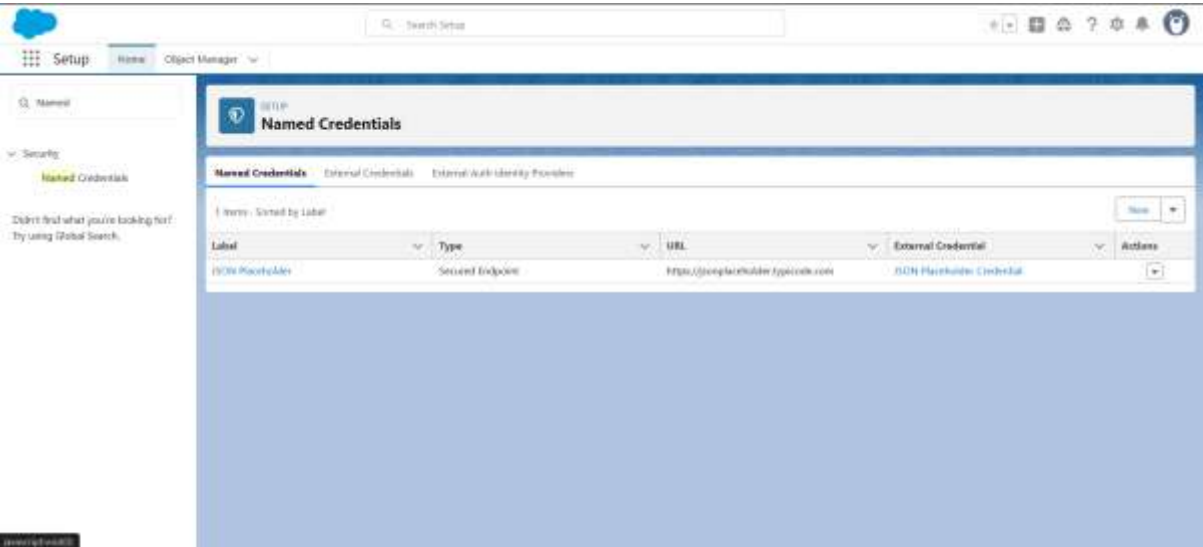 Search Setup
Setup
Home
Object Manager
Named
Security
Named Credentials
Didn't find what you're looking for?
Try using Global Search.
SETUP
Named Credentials
Named Credentials
External Credentials
External Auth Identity Providers
1 items · Sorted by Label
New
Label
Type
URL
External Credential
Actions
JSON Placeholder
Secured Endpoint
https://jsonplaceholder.typicode.com
JSON Placeholder Credential